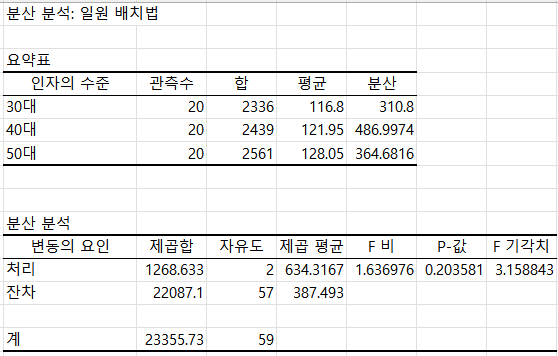 분산 분석: 일원 배치법
요약표
인자의 수준 관측수 합 평균 분산
30대 20 2336 116.8 310.8
40대 20 2439 121.95 486.9974
50대 20 2561 128.05 364.6816
분산 분석
변동의 요인 제곱합 자유도 제곱 평균 F 비 P-값 F 기각치
처리 1268.633 2 634.3167 1.636976 0.203581 3.158843
잔차 22087.1 57 387.493
계 23355.73 59